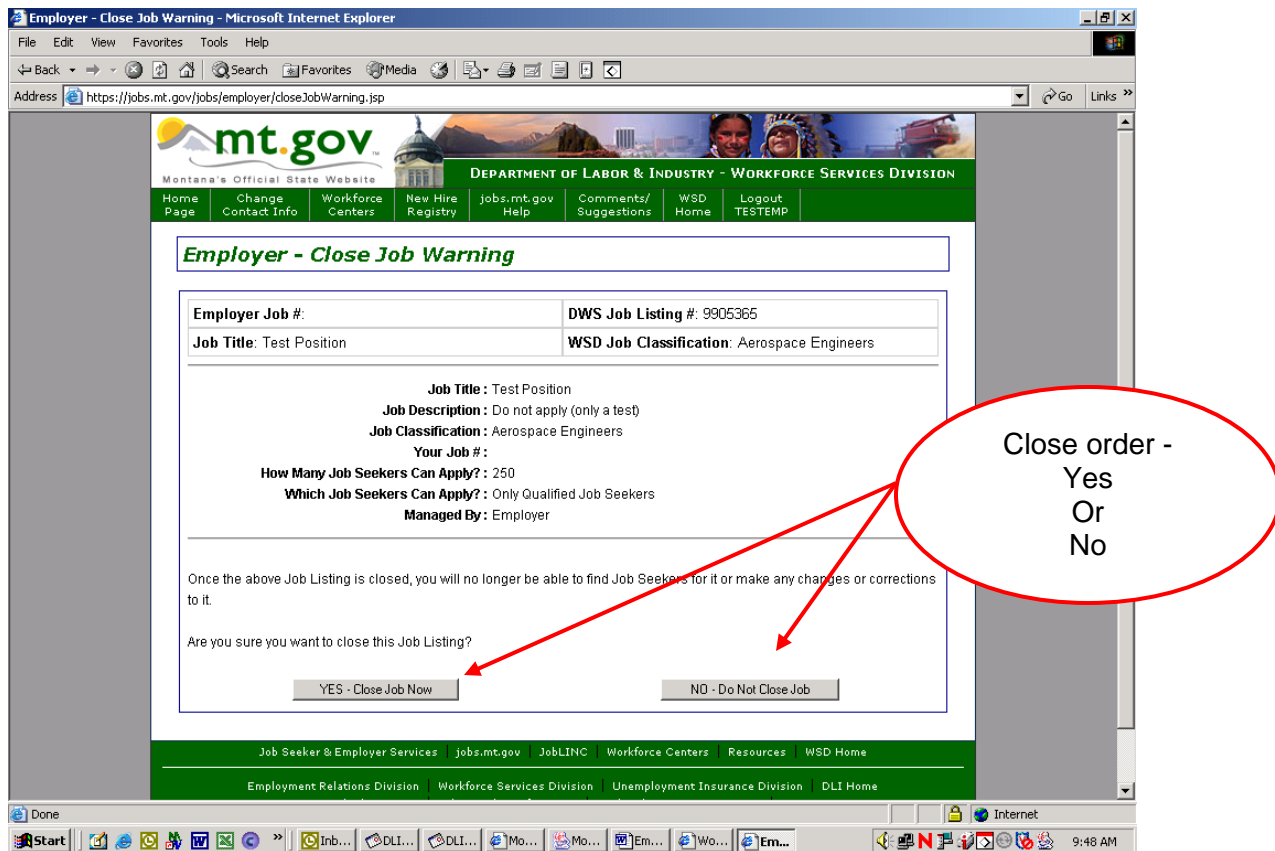 Employer - Close Job Warning - Microsoft Internet Explorer
File Edit View Favorites Tools Help
Back Search Favorites Media
Address https://jobs.mt.gov/jobs/employer/closeJobWarning.jsp Go Links »
mt.gov™
Montana's Official State Website
DEPARTMENT OF LABOR & INDUSTRY - WORKFORCE SERVICES DIVISION
Home Page
Change Contact Info
Workforce Centers
New Hire Registry
jobs.mt.gov Help
Comments/ Suggestions
WSD Home
Logout TESTEMP
Employer - Close Job Warning
Employer Job #: DWS Job Listing #: 9905365
Job Title: Test Position WSD Job Classification: Aerospace Engineers
Job Title : Test Position
Job Description : Do not apply (only a test)
Job Classification : Aerospace Engineers
Your Job # :
How Many Job Seekers Can Apply? : 250
Which Job Seekers Can Apply? : Only Qualified Job Seekers
Managed By : Employer
Once the above Job Listing is closed, you will no longer be able to find Job Seekers for it or make any changes or corrections
to it.
Are you sure you want to close this Job Listing?
YES - Close Job Now NO - Do Not Close Job
Close order -
Yes
Or
No
Job Seeker & Employer Services jobs.mt.gov JobLINC Workforce Centers Resources WSD Home
Employment Relations Division Workforce Services Division Unemployment Insurance Division DLI Home
Done Internet
Start » Inb... DLI... DLI... Mo... Mo... Em... Wo... Em... 9:48 AM